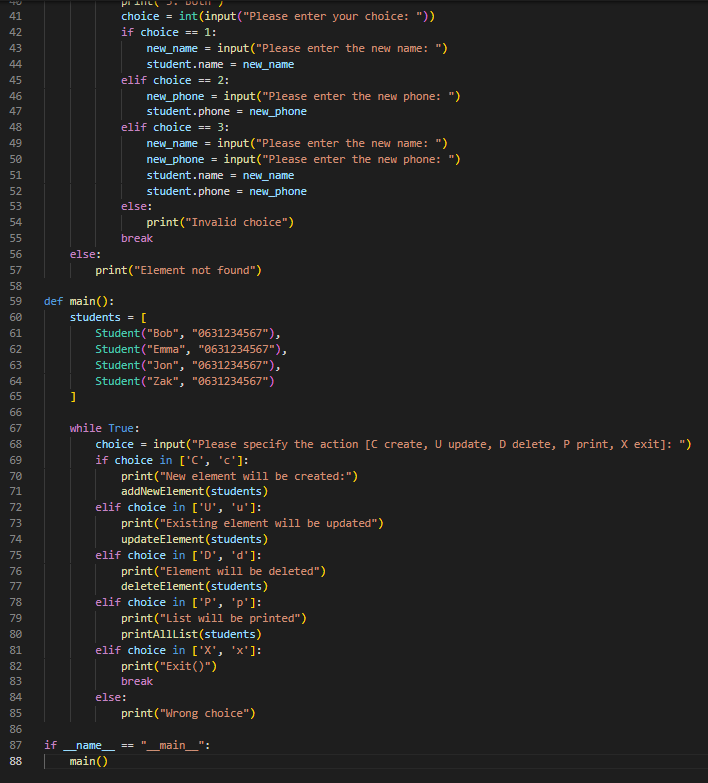 40 print("3. Both")
41 choice = int(input("Please enter your choice: "))
42 if choice == 1:
43 new_name = input("Please enter the new name: ")
44 student.name = new_name
45 elif choice == 2:
46 new_phone = input("Please enter the new phone: ")
47 student.phone = new_phone
48 elif choice == 3:
49 new_name = input("Please enter the new name: ")
50 new_phone = input("Please enter the new phone: ")
51 student.name = new_name
52 student.phone = new_phone
53 else:
54 print("Invalid choice")
55 break
56 else:
57 print("Element not found")
58
59 def main():
60 students = [
61 Student("Bob", "0631234567"),
62 Student("Emma", "0631234567"),
63 Student("Jon", "0631234567"),
64 Student("Zak", "0631234567")
65 ]
66
67 while True:
68 choice = input("Please specify the action [C create, U update, D delete, P print, X exit]: ")
69 if choice in ['C', 'c']:
70 print("New element will be created:")
71 addNewElement(students)
72 elif choice in ['U', 'u']:
73 print("Existing element will be updated")
74 updateElement(students)
75 elif choice in ['D', 'd']:
76 print("Element will be deleted")
77 deleteElement(students)
78 elif choice in ['P', 'p']:
79 print("List will be printed")
80 printAllList(students)
81 elif choice in ['X', 'x']:
82 print("Exit()")
83 break
84 else:
85 print("Wrong choice")
86
87 if __name__ == "__main__":
88 main()